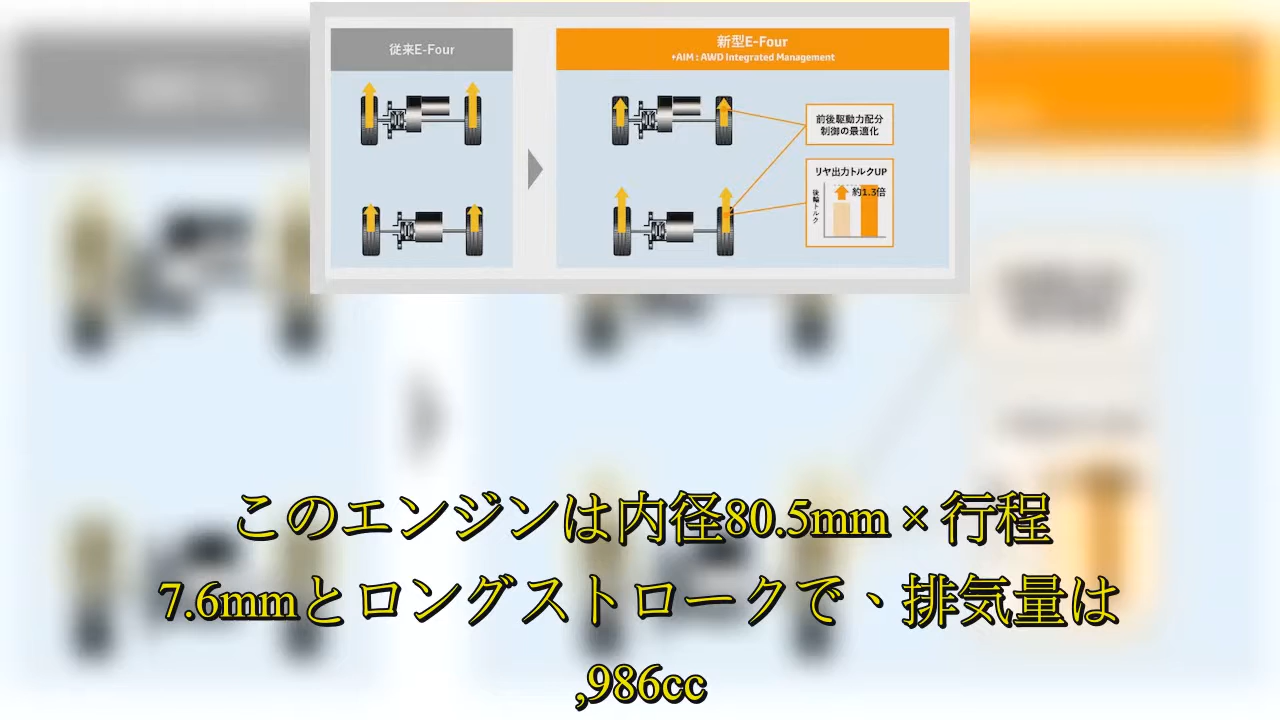 従来E-Four
新型E-Four
+AIM : AWD Integrated Management
前後駆動力配分
制御の最適化
リヤ出力トルクUP
約1.3倍
後輪トルク
このエンジンは内径80.5mm × 行程
7.6mmとロングストロークで、排気量は
,986cc